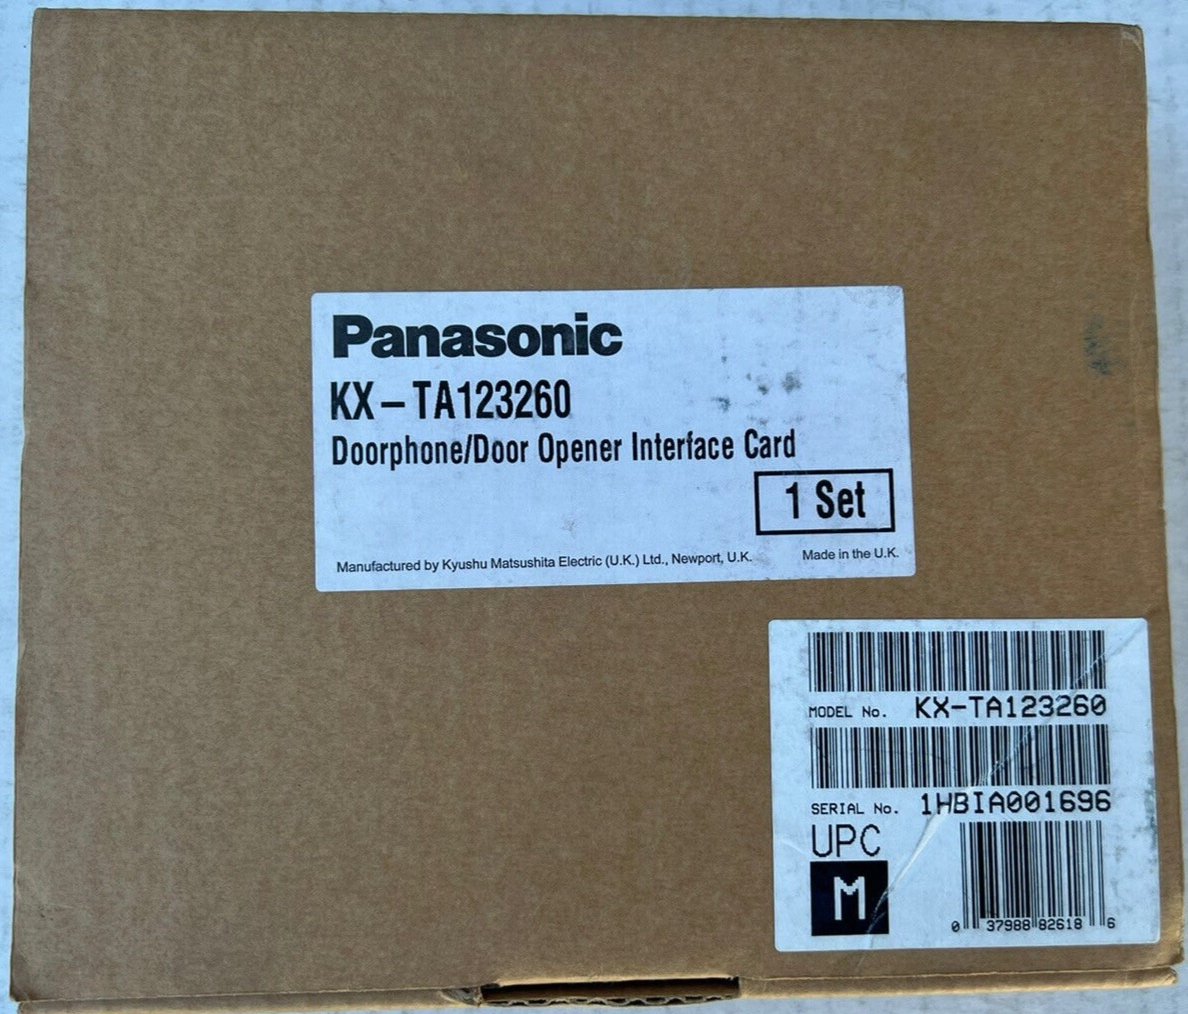 Panasonic
KX-TA123260
Doorphone/Door Opener Interface Card
1 Set
Manufactured by Kyushu Matsushita Electric (U.K.) Ltd., Newport, U.K. Made in the U.K.
MODEL No. KX-TA123260
SERIAL No. 1HBIA001696
UPC
M
0 37988 82618 6